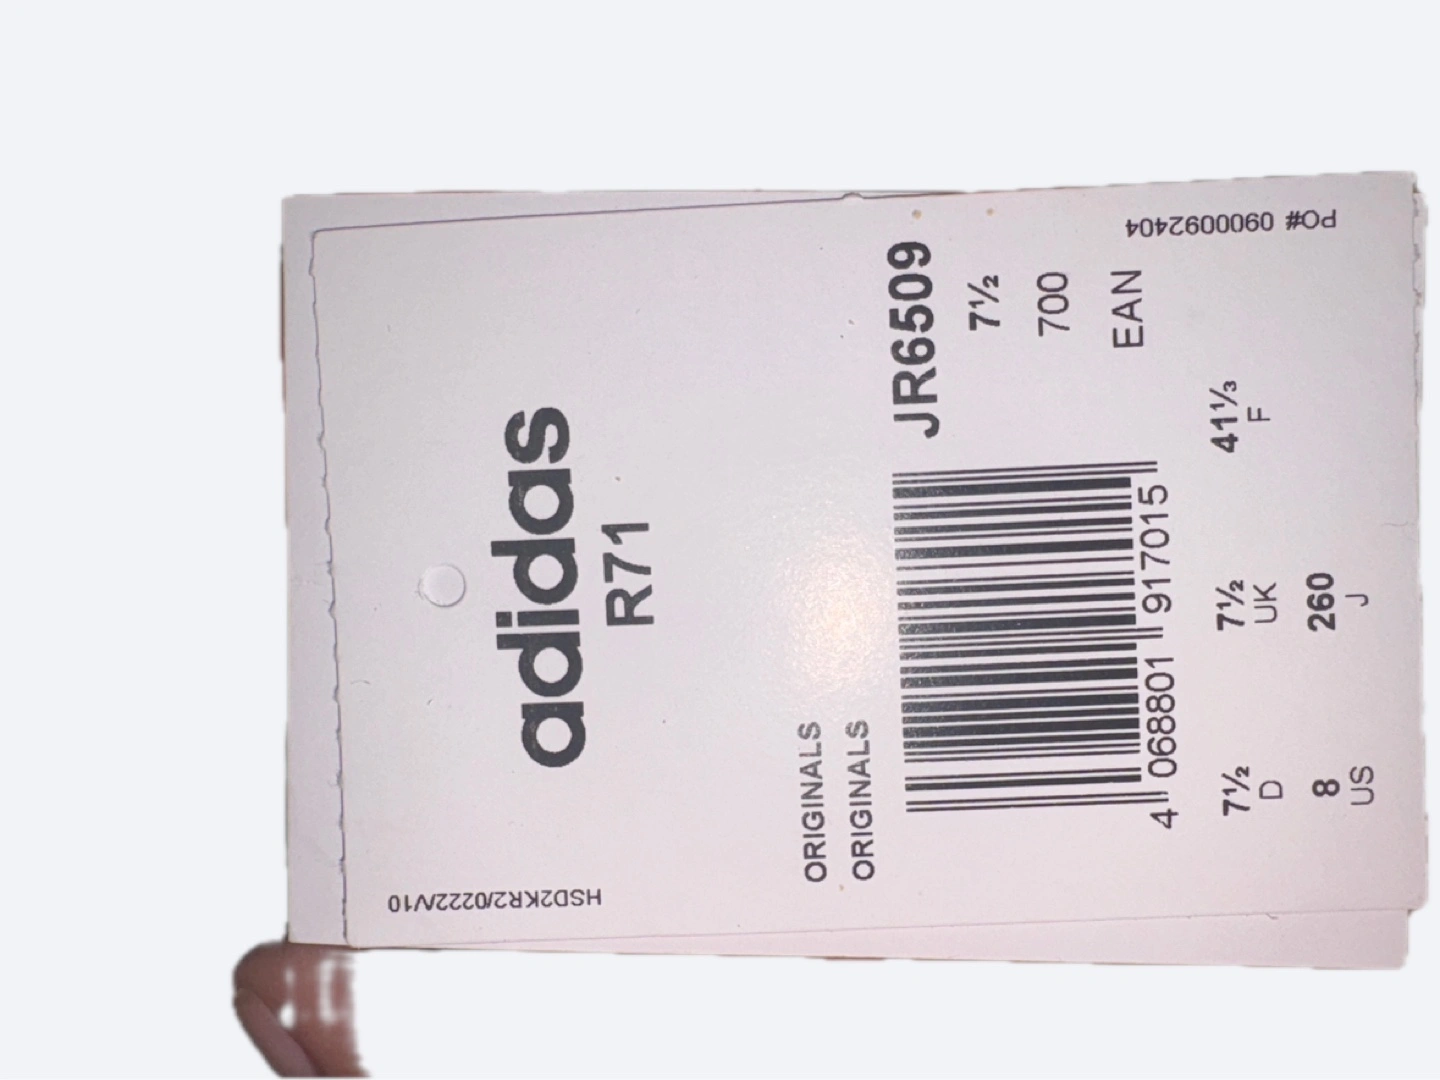 HSD2KR2/0222/V10
adidas
R71
ORIGINALS
ORIGINALS
JR6509
7½
700
EAN
4 068801 917015
7½ 7½ 41⅓
D UK F
8 260
US J
PO# 0900092404